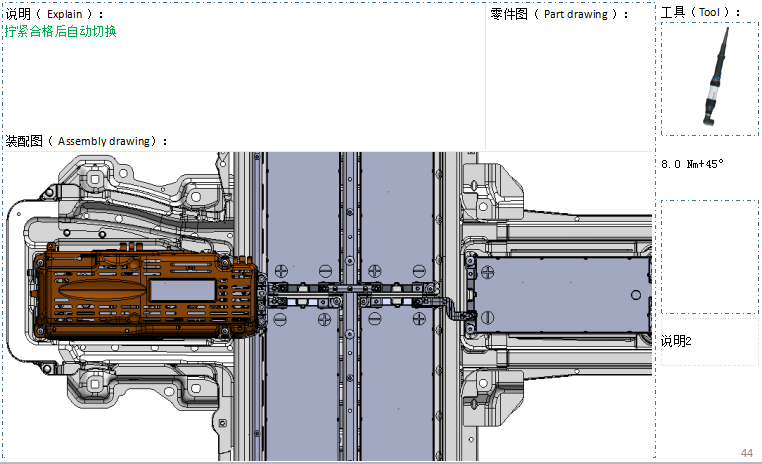 说明（ Explain ）：
拧紧合格后自动切换
零件图（ Part drawing ）：
工具（Tool ）：
装配图（ Assembly drawing）：
8.0 Nm+45°
说明2
44